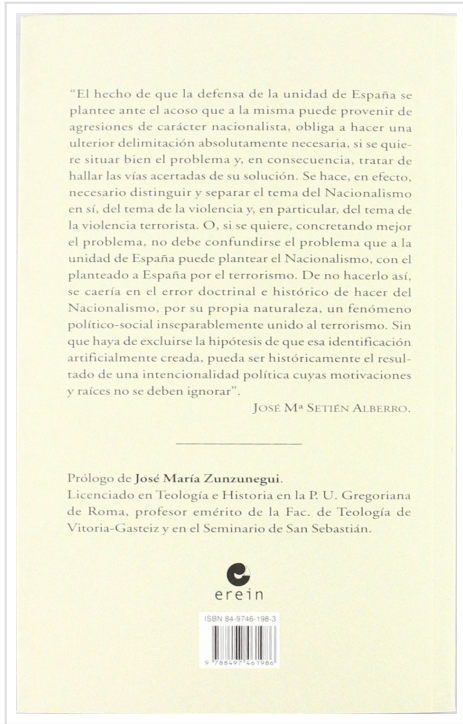 “El hecho de que la defensa de la unidad de España se
plantee ante el acoso que a la misma puede provenir de
agresiones de carácter nacionalista, obliga a hacer una
ulterior delimitación absolutamente necesaria, si se quie-
re situar bien el problema y, en consecuencia, tratar de
hallar las vías acertadas de su solución. Se hace, en efecto,
necesario distinguir y separar el tema del Nacionalismo
en sí, del tema de la violencia y, en particular, del tema de
la violencia terrorista. O, si se quiere, concretando mejor
el problema, no debe confundirse el problema que a la
unidad de España puede plantear el Nacionalismo, con el
planteado a España por el terrorismo. De no hacerlo así,
se caería en el error doctrinal e histórico de hacer del
Nacionalismo, por su propia naturaleza, un fenómeno
político-social inseparablemente unido al terrorismo. Sin
que haya de excluirse la hipótesis de que esa identificación
artificialmente creada, pueda ser históricamente el resul-
tado de una intencionalidad política cuyas motivaciones
y raíces no se deben ignorar”.
JOSÉ Mª SETIÉN ALBERRO.
Prólogo de José María Zunzunegui.
Licenciado en Teología e Historia en la P. U. Gregoriana
de Roma, profesor emérito de la Fac. de Teología de
Vitoria-Gasteiz y en el Seminario de San Sebastián.
erein
ISBN 84-9746-198-3
9 788497 461986